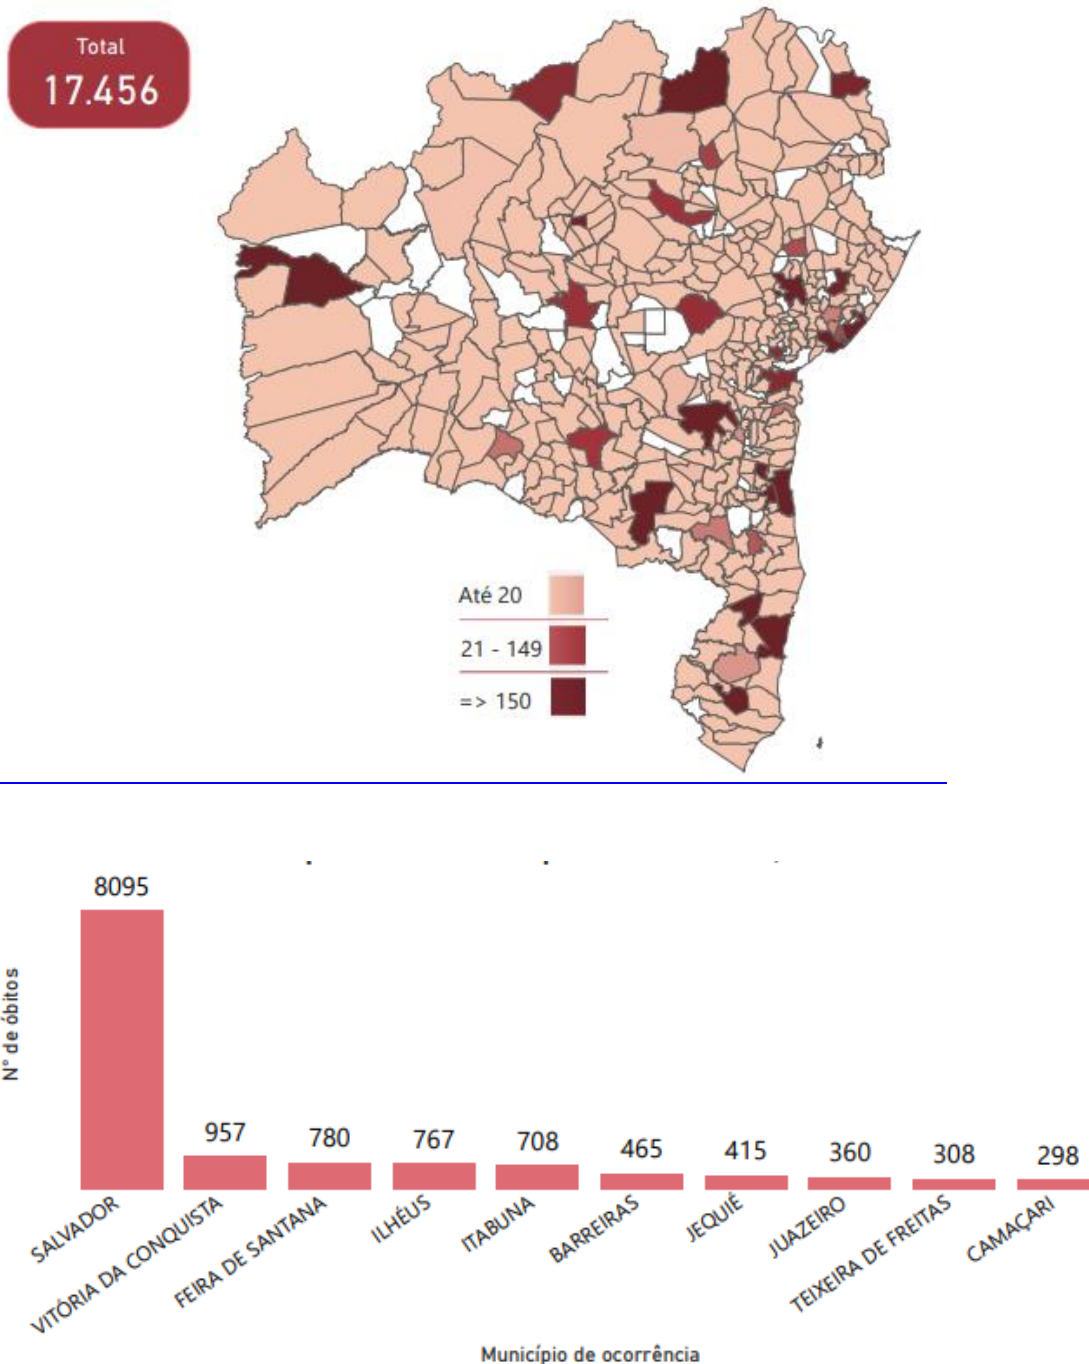 Total
17.456
Até 20
21 - 149
=> 150
8095
957
780
767
708
465
415
360
308
298
N° de óbitos
SALVADOR
VITÓRIA DA CONQUISTA
FEIRA DE SANTANA
ILHÉUS
ITABUNA
BARREIRAS
JEQUIÉ
JUAZEIRO
TEIXEIRA DE FREITAS
CAMAÇARI
Município de ocorrência